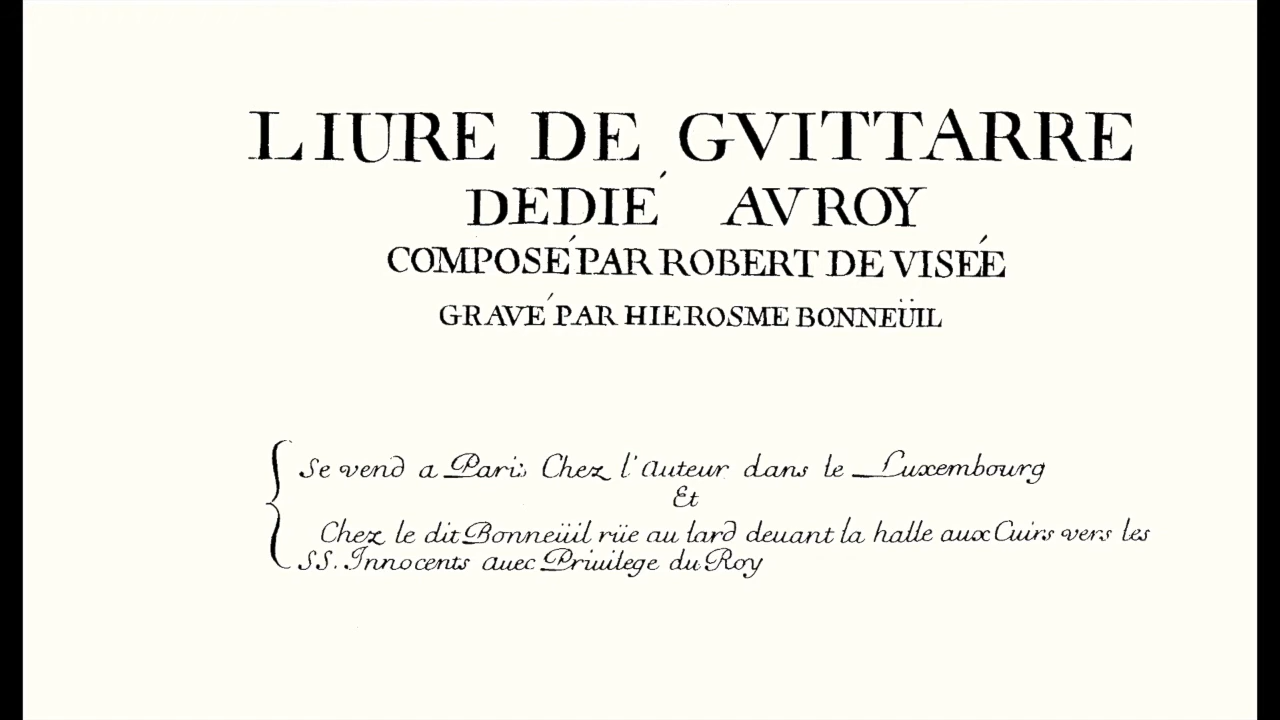 LIURE DE GVITTARRE
DEDIÉ AV ROY
COMPOSÉ PAR ROBERT DE VISÉE
GRAVÉ PAR HIEROSME BONNEÜIL
Se vend a Paris Chez l'Auteur dans le Luxembourg
Et
Chez le dit Bonneüil rüe au lard deuant la halle aux Cuirs vers les
SS. Innocents auec Priuilege du Roy